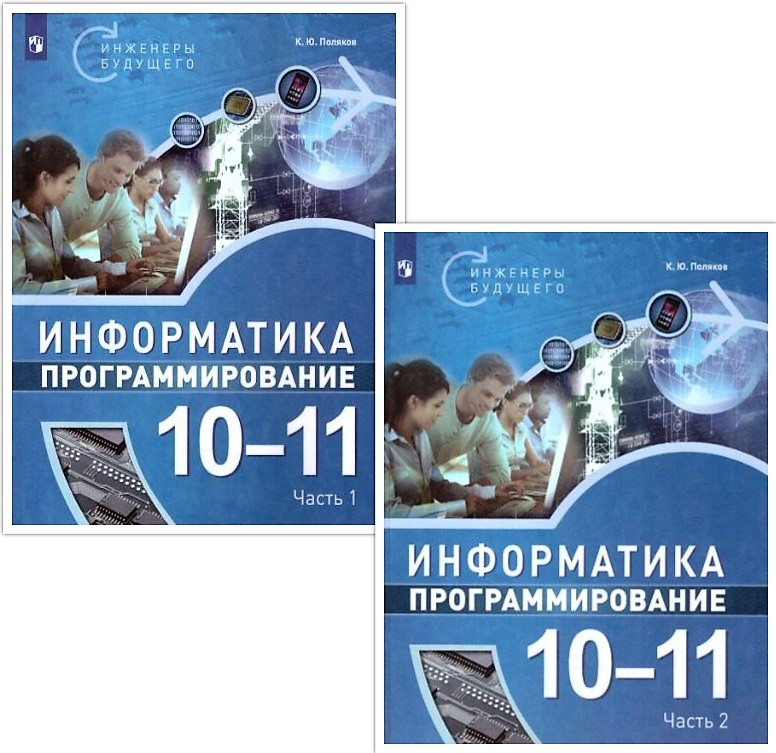 ИНЖЕНЕРЫ
БУДУЩЕГО
К. Ю. Поляков
ИНФОРМАТИКА
ПРОГРАММИРОВАНИЕ
10–11
Часть 1
ИНЖЕНЕРЫ
БУДУЩЕГО
К. Ю. Поляков
ИНФОРМАТИКА
ПРОГРАММИРОВАНИЕ
10–11
Часть 2